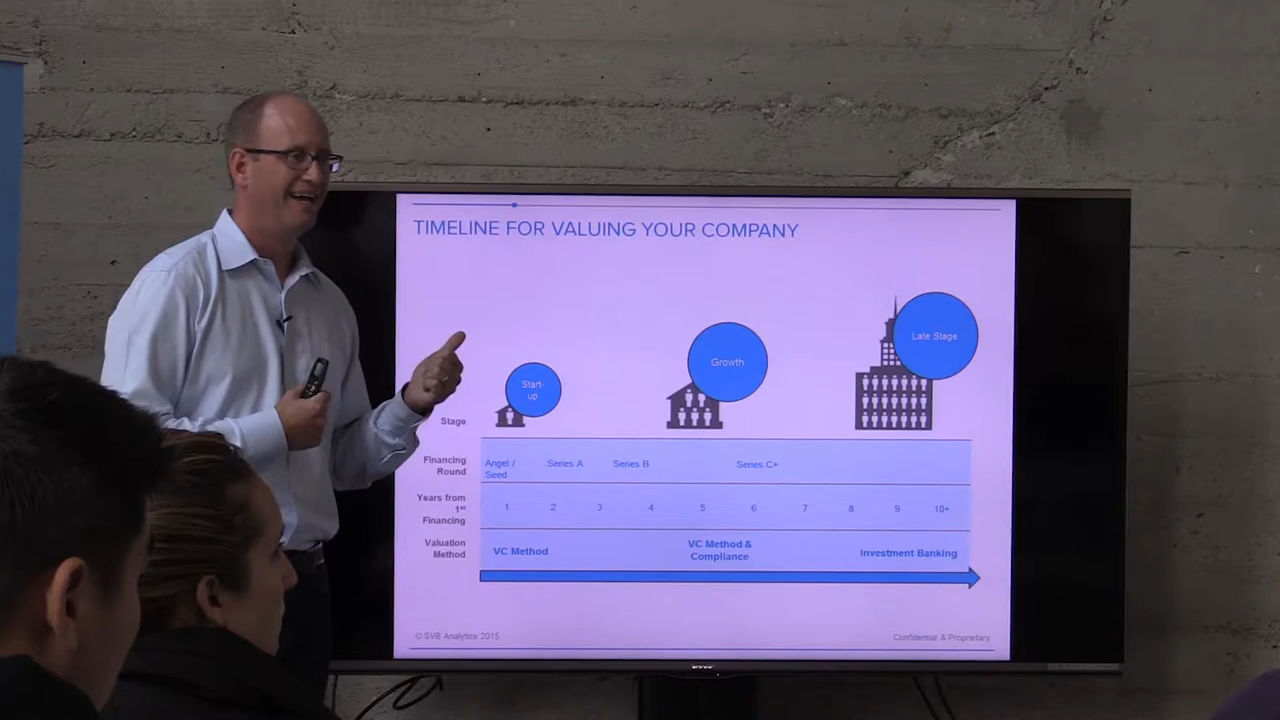 TIMELINE FOR VALUING YOUR COMPANY
Start-
up
Growth
Late Stage
Stage
Financing
Round
Angel /
Seed
Series A
Series B
Series C+
Years from
1st
Financing
1 2 3 4 5 6 7 8 9 10+
Valuation
Method
VC Method
VC Method &
Compliance
Investment Banking
© SVB Analytics 2015
Confidential & Proprietary